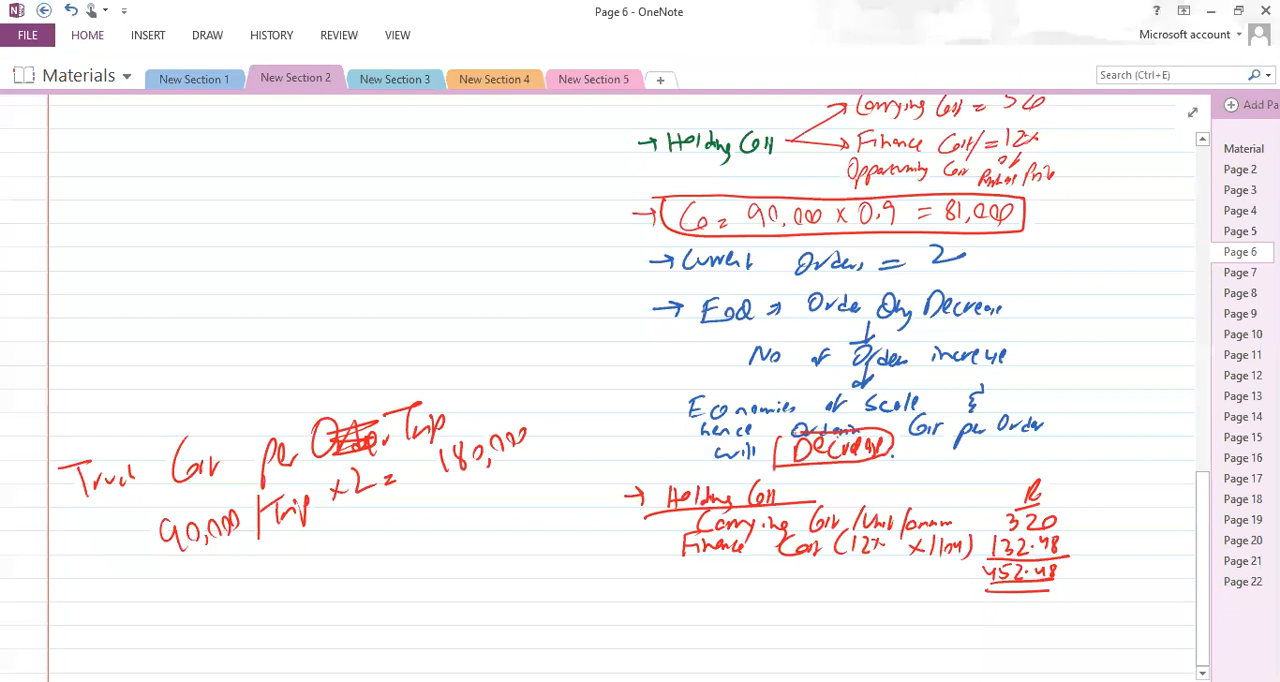 Page 6 - OneNote
?
Microsoft account
FILE HOME INSERT DRAW HISTORY REVIEW VIEW
Materials
New Section 1
New Section 2
New Section 3
New Section 4
New Section 5
+
Search (Ctrl+E)
Add Pa
Material
Page 2
Page 3
Page 4
Page 5
Page 6
Page 7
Page 8
Page 9
Page 10
Page 11
Page 12
Page 13
Page 14
Page 15
Page 16
Page 17
Page 18
Page 19
Page 20
Page 21
Page 22
Carrying Cost =
→ Holding Cost
Finance Cost/ = 12%
Opportunity Cost of
→ Co = 90,000 x 0.9 = 81,000
→ Current Orders = 2
→ EOQ ⇒ Order Qty Decrease
↓
No of Order increase
Economies of Scale &
hence Cost per Order
will Decrease.
Truck Cost per Trip
90,000 / Trip x 2 = 180,000
→ Holding Cost R
Carrying Cost/Unit/annum 320
Finance Cost (12% x 1104) 132.48
452.48